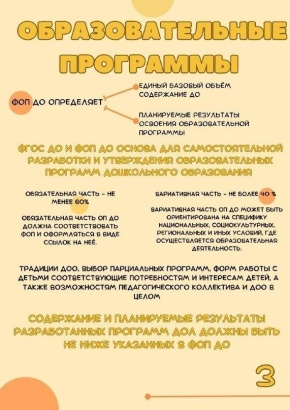 ОБРАЗОВАТЕЛЬНЫЕ
ПРОГРАММЫ
ФОП ДО ОПРЕДЕЛЯЕТ
ЕДИНЫЙ БАЗОВЫЙ ОБЪЁМ
СОДЕРЖАНИЕ ДО
ПЛАНИРУЕМЫЕ РЕЗУЛЬТАТЫ
ОСВОЕНИЯ ОБРАЗОВАТЕЛЬНОЙ
ПРОГРАММЫ
ФГОС ДО И ФОП ДО ОСНОВА ДЛЯ САМОСТОЯТЕЛЬНОЙ
РАЗРАБОТКИ И УТВЕРЖДЕНИЯ ОБРАЗОВАТЕЛЬНЫХ
ПРОГРАММ ДОШКОЛЬНОГО ОБРАЗОВАНИЯ
ОБЯЗАТЕЛЬНАЯ ЧАСТЬ - НЕ
МЕНЕЕ 60%
ОБЯЗАТЕЛЬНАЯ ЧАСТЬ ОП ДО
ДОЛЖНА СООТВЕТСТВОВАТЬ
ФОП И ОФОРМЛЯЕТСЯ В ВИДЕ
ССЫЛОК НА НЕЁ.
ВАРИАТИВНАЯ ЧАСТЬ - НЕ БОЛЕЕ 40 %
ВАРИАТИВНАЯ ЧАСТЬ ОП ДО МОЖЕТ БЫТЬ
ОРИЕНТИРОВАНА НА СПЕЦИФИКУ
НАЦИОНАЛЬНЫХ, СОЦИОКУЛЬТУРНЫХ,
РЕГИОНАЛЬНЫХ И ИНЫХ УСЛОВИЙ, ГДЕ
ОСУЩЕСТВЛЯЕТСЯ ОБРАЗОВАТЕЛЬНАЯ
ДЕЯТЕЛЬНОСТЬ.
ТРАДИЦИИ ДОО, ВЫБОР ПАРЦИАЛЬНЫХ ПРОГРАММ, ФОРМ РАБОТЫ С
ДЕТЬМИ СООТВЕТСТВУЮЩИЕ ПОТРЕБНОСТЯМ И ИНТЕРЕСАМ ДЕТЕЙ, А
ТАКЖЕ ВОЗМОЖНОСТЯМ ПЕДАГОГИЧЕСКОГО КОЛЛЕКТИВА И ДОО В
ЦЕЛОМ
СОДЕРЖАНИЕ И ПЛАНИРУЕМЫЕ РЕЗУЛЬТАТЫ
РАЗРАБОТАННЫХ ПРОГРАММ ДОЛ ДОЛЖНЫ БЫТЬ
НЕ НИЖЕ УКАЗАННЫХ В ФОП ДО
3